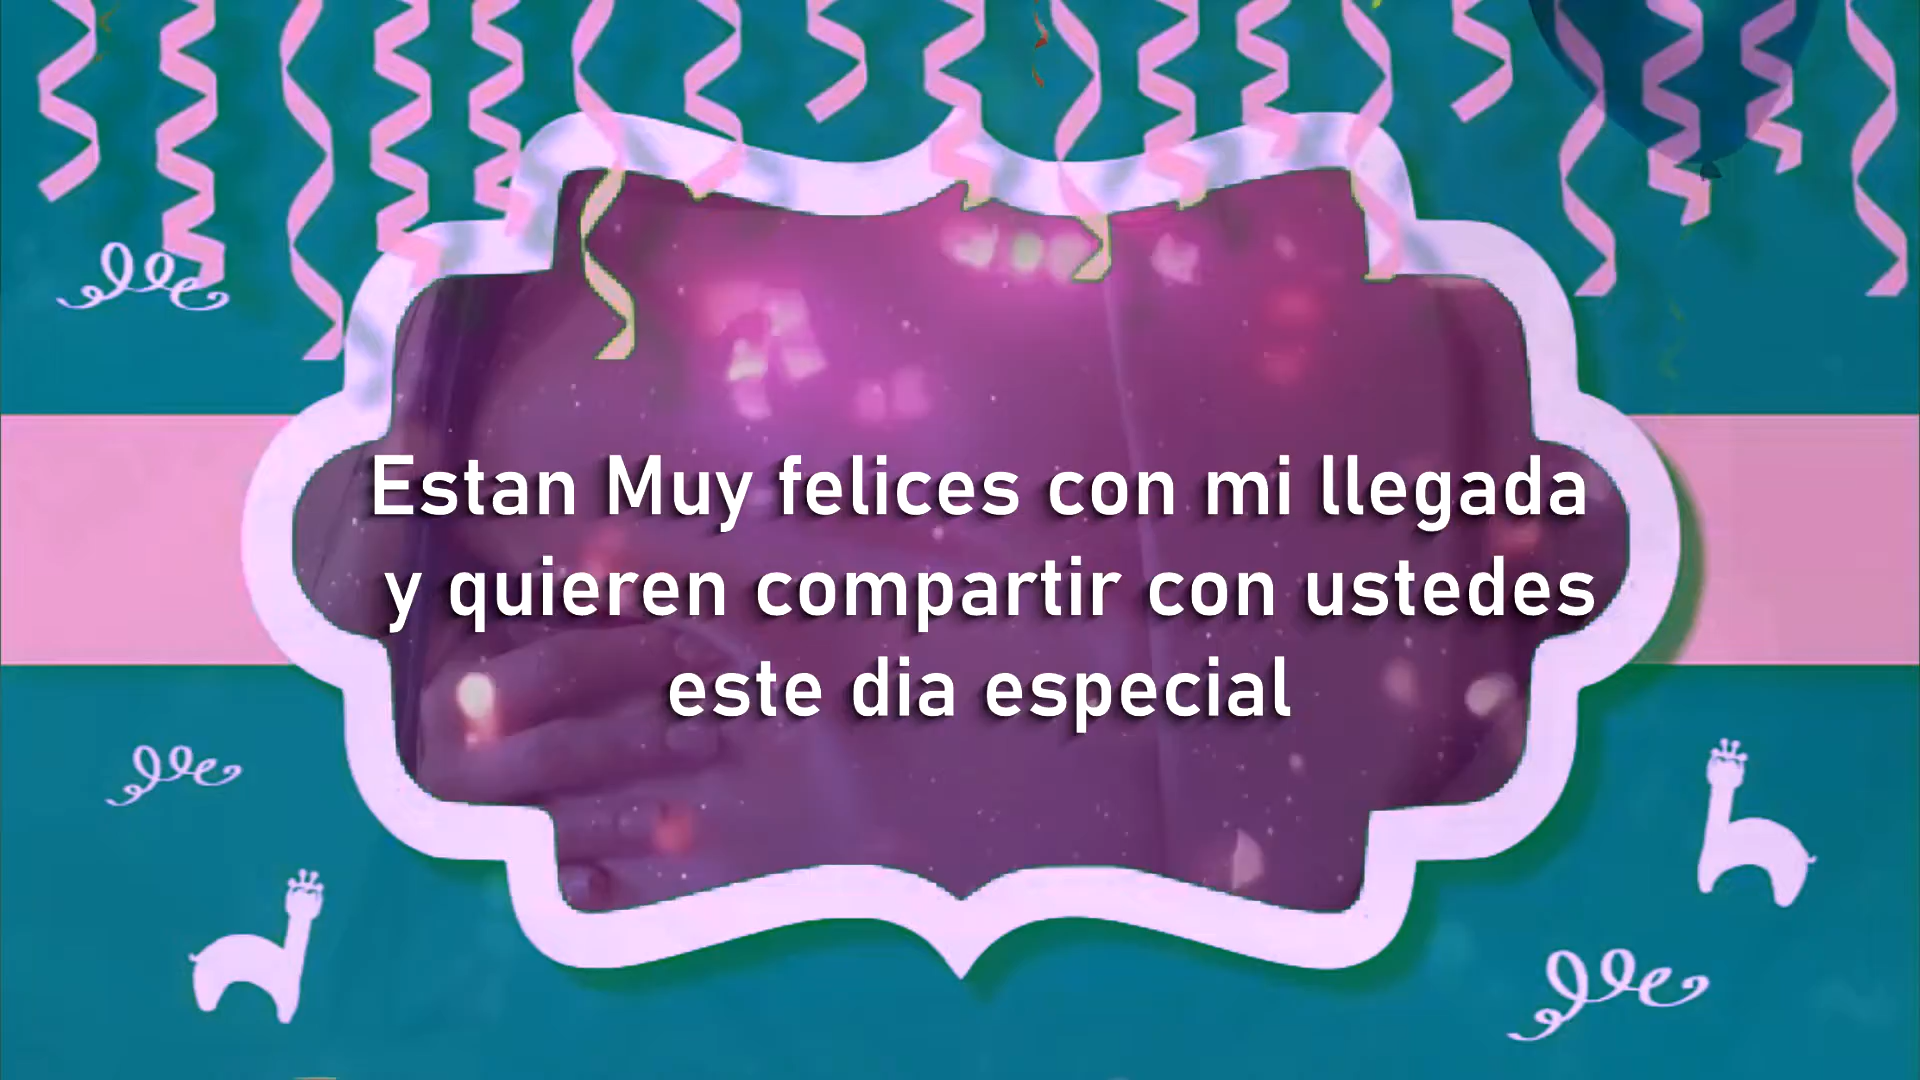 Estan Muy felices con mi llegada
y quieren compartir con ustedes
este dia especial